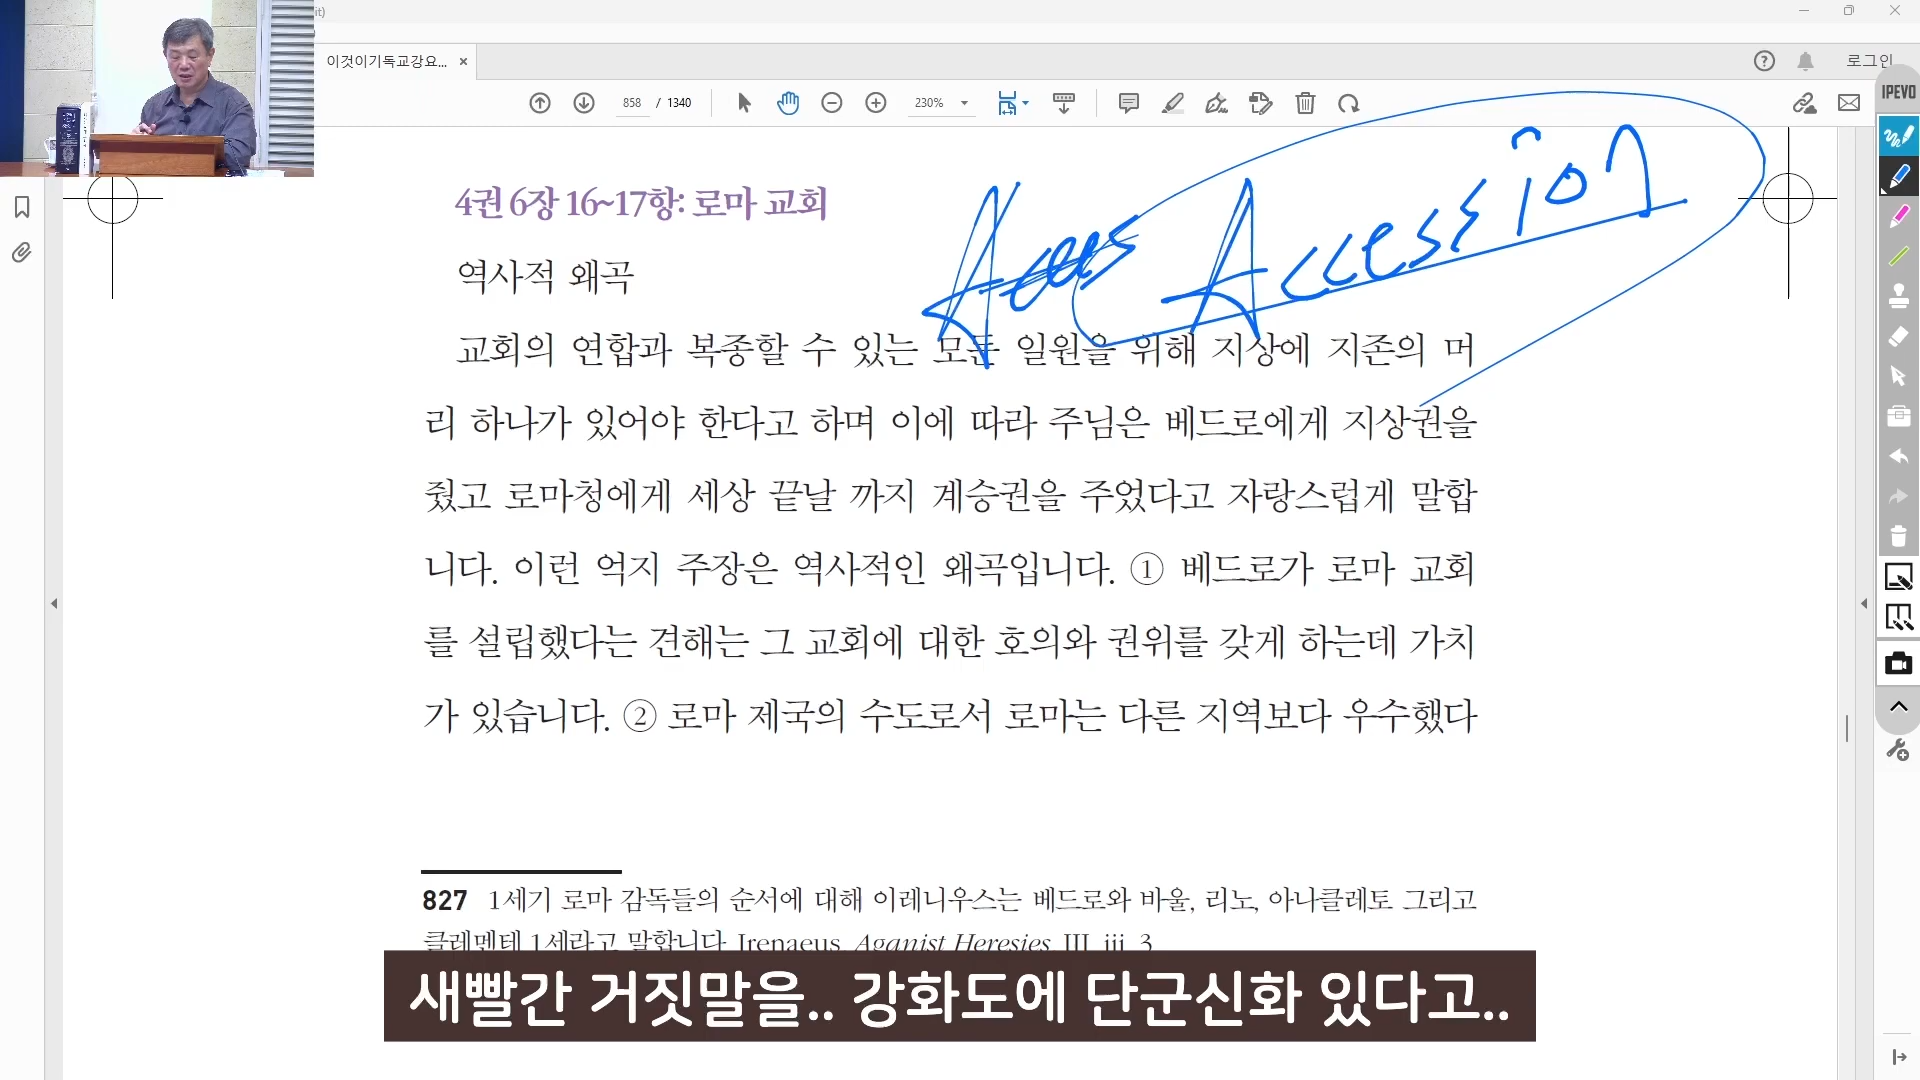 it)
이것이기독교강요...
로그인
858 / 1340
230%
IPEVO
4권 6장 16~17항: 로마 교회
Acces Accession
역사적 왜곡
교회의 연합과 복종할 수 있는 모든 일원을 위해 지상에 지존의 머
리 하나가 있어야 한다고 하며 이에 따라 주님은 베드로에게 지상권을
줬고 로마청에게 세상 끝날 까지 계승권을 주었다고 자랑스럽게 말합
니다. 이런 억지 주장은 역사적인 왜곡입니다. ① 베드로가 로마 교회
를 설립했다는 견해는 그 교회에 대한 호의와 권위를 갖게 하는데 가치
가 있습니다. ② 로마 제국의 수도로서 로마는 다른 지역보다 우수했다
827 1세기 로마 감독들의 순서에 대해 이레니우스는 베드로와 바울, 리노, 아나클레토 그리고
클레멘테 1세라고 말합니다 Irenaeus, Aganist Heresies, III. iii. 3.
새빨간 거짓말을.. 강화도에 단군신화 있다고..